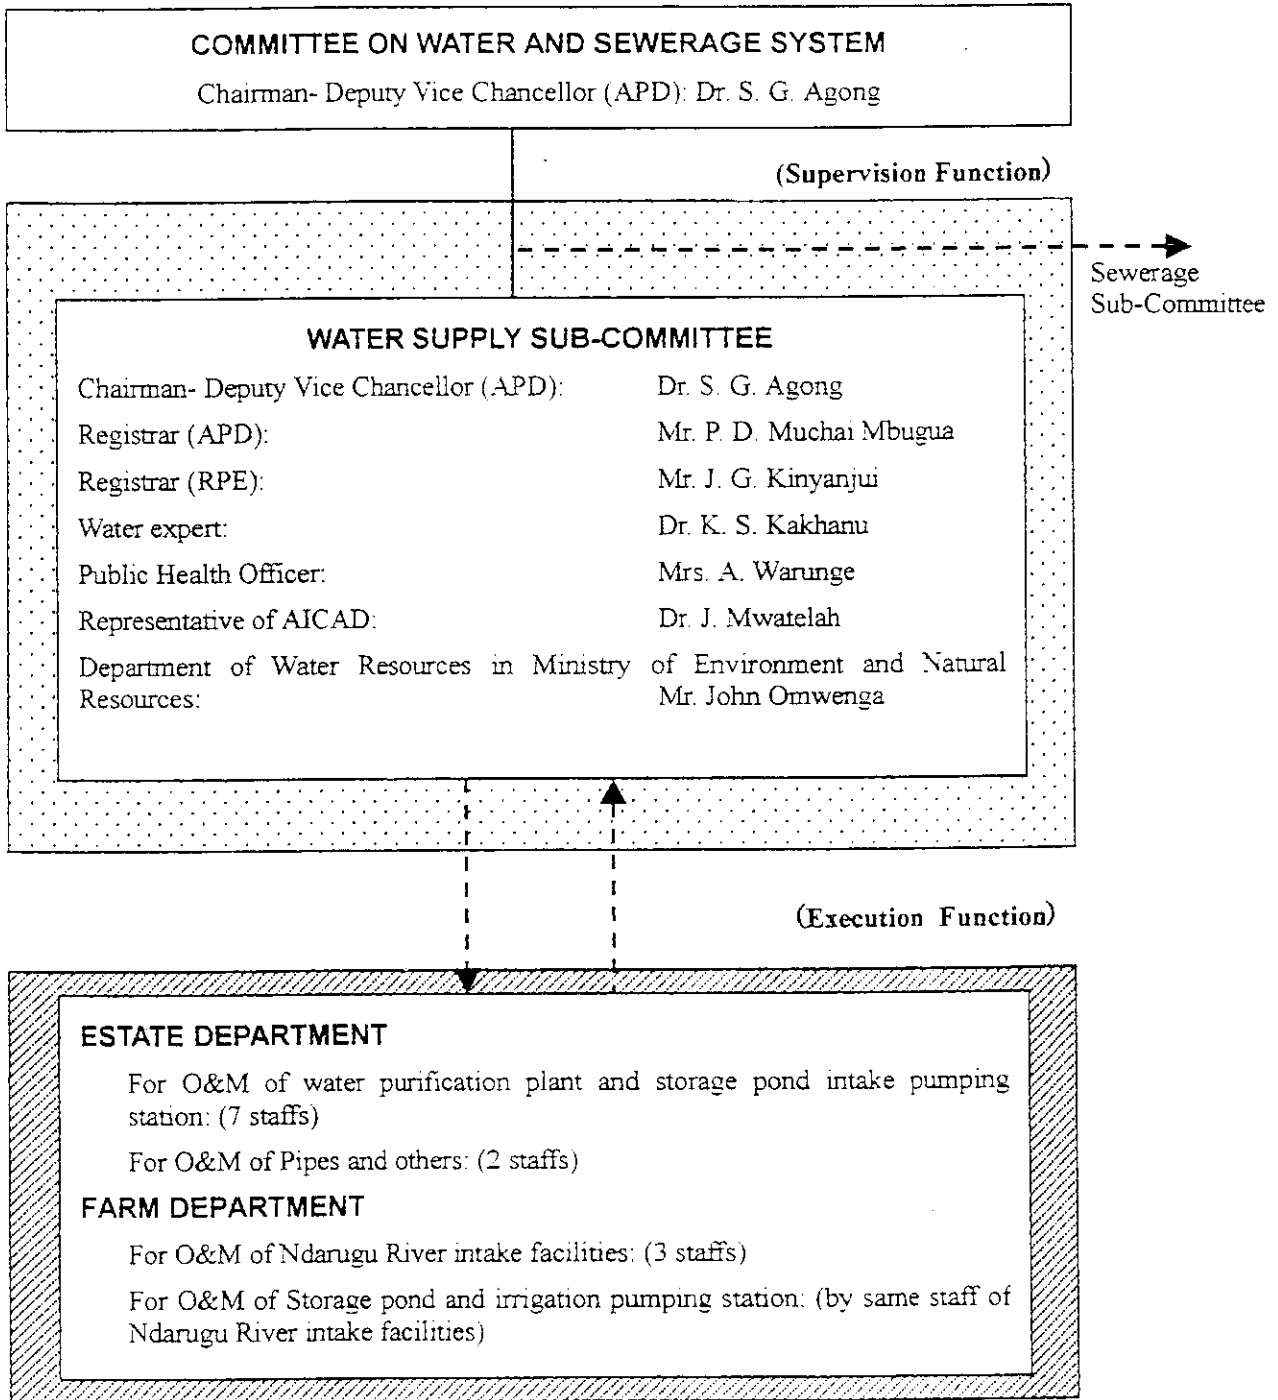 COMMITTEE ON WATER AND SEWERAGE SYSTEM
Chairman- Deputy Vice Chancellor (APD): Dr. S. G. Agong
(Supervision Function)
Sewerage
Sub-Committee
WATER SUPPLY SUB-COMMITTEE
Chairman- Deputy Vice Chancellor (APD): Dr. S. G. Agong
Registrar (APD): Mr. P. D. Muchai Mbugua
Registrar (RPE): Mr. J. G. Kinyanjui
Water expert: Dr. K. S. Kakhanu
Public Health Officer: Mrs. A. Warunge
Representative of AICAD: Dr. J. Mwatelah
Department of Water Resources in Ministry of Environment and Natural
Resources: Mr. John Omwenga
(Execution Function)
ESTATE DEPARTMENT
For O&M of water purification plant and storage pond intake pumping
station: (7 staffs)
For O&M of Pipes and others: (2 staffs)
FARM DEPARTMENT
For O&M of Ndarugu River intake facilities: (3 staffs)
For O&M of Storage pond and irrigation pumping station: (by same staff of
Ndarugu River intake facilities)